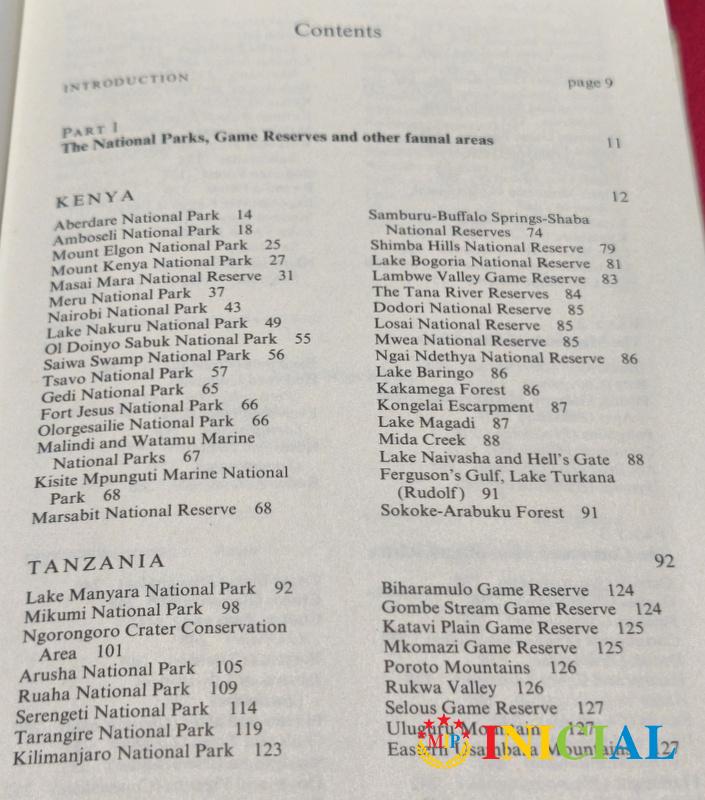 Contents
INTRODUCTION page 9
PART I
The National Parks, Game Reserves and other faunal areas 11
KENYA 12
Aberdare National Park 14
Amboseli National Park 18
Mount Elgon National Park 25
Mount Kenya National Park 27
Masai Mara National Reserve 31
Meru National Park 37
Nairobi National Park 43
Lake Nakuru National Park 49
Ol Doinyo Sabuk National Park 55
Saiwa Swamp National Park 56
Tsavo National Park 57
Gedi National Park 65
Fort Jesus National Park 66
Olorgesailie National Park 66
Malindi and Watamu Marine
National Parks 67
Kisite Mpunguti Marine National
Park 68
Marsabit National Reserve 68
Samburu-Buffalo Springs-Shaba
National Reserves 74
Shimba Hills National Reserve 79
Lake Bogoria National Reserve 81
Lambwe Valley Game Reserve 83
The Tana River Reserves 84
Dodori National Reserve 85
Losai National Reserve 85
Mwea National Reserve 85
Ngai Ndethya National Reserve 86
Lake Baringo 86
Kakamega Forest 86
Kongelai Escarpment 87
Lake Magadi 87
Mida Creek 88
Lake Naivasha and Hell's Gate 88
Ferguson's Gulf, Lake Turkana
(Rudolf) 91
Sokoke-Arabuku Forest 91
TANZANIA 92
Lake Manyara National Park 92
Mikumi National Park 98
Ngorongoro Crater Conservation
Area 101
Arusha National Park 105
Ruaha National Park 109
Serengeti National Park 114
Tarangire National Park 119
Kilimanjaro National Park 123
Biharamulo Game Reserve 124
Gombe Stream Game Reserve 124
Katavi Plain Game Reserve 125
Mkomazi Game Reserve 125
Poroto Mountains 126
Rukwa Valley 126
Selous Game Reserve 127
Uluguru Mountain 127
Eastern Usambara Mountains 127
MP INICIAL